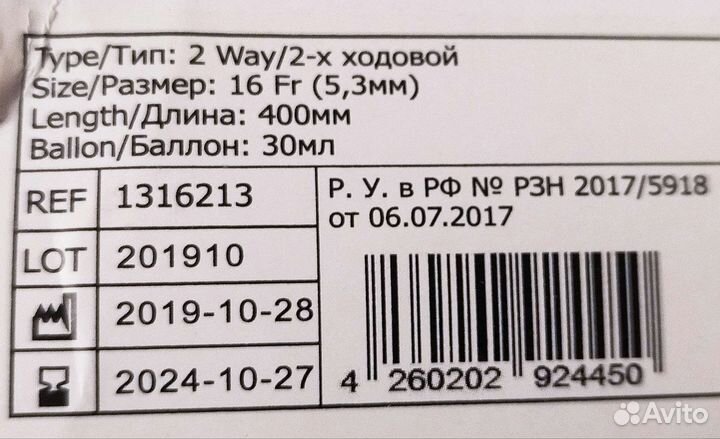 Type/Тип: 2 Way/2-х ходовой
Size/Размер: 16 Fr (5,3мм)
Length/Длина: 400мм
Ballon/Баллон: 30мл
REF 1316213
Р. У. в РФ № РЗН 2017/5918
от 06.07.2017
LOT 201910
2019-10-28
2024-10-27
4 260202 924450
Avito